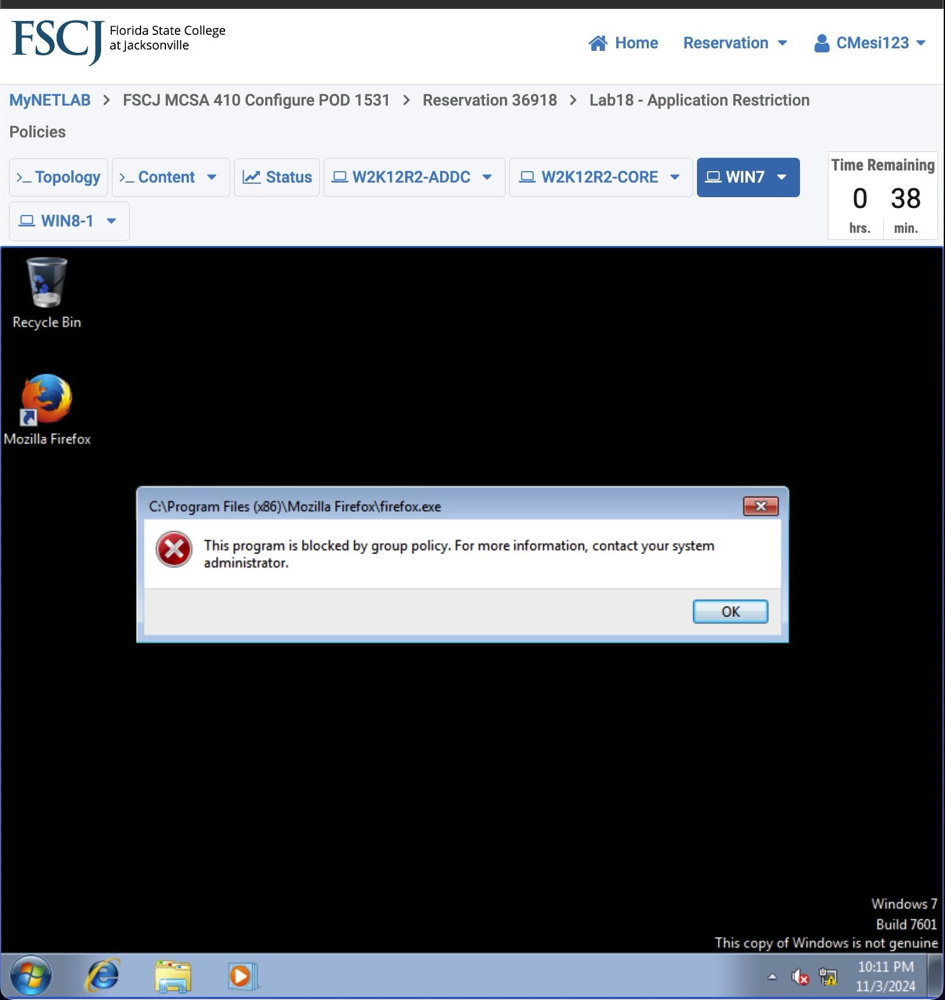 FSCJ
Florida State College
at Jacksonville
Home
Reservation
CMesi123
MyNETLAB > FSCJ MCSA 410 Configure POD 1531 > Reservation 36918 > Lab18 - Application Restriction
Policies
>_ Topology
>_ Content
Status
W2K12R2-ADDC
W2K12R2-CORE
WIN7
WIN8-1
Time Remaining
0 38
hrs. min.
Recycle Bin
Mozilla Firefox
C:\Program Files (x86)\Mozilla Firefox\firefox.exe
This program is blocked by group policy. For more information, contact your system
administrator.
OK
Windows 7
Build 7601
This copy of Windows is not genuine
10:11 PM
11/3/2024